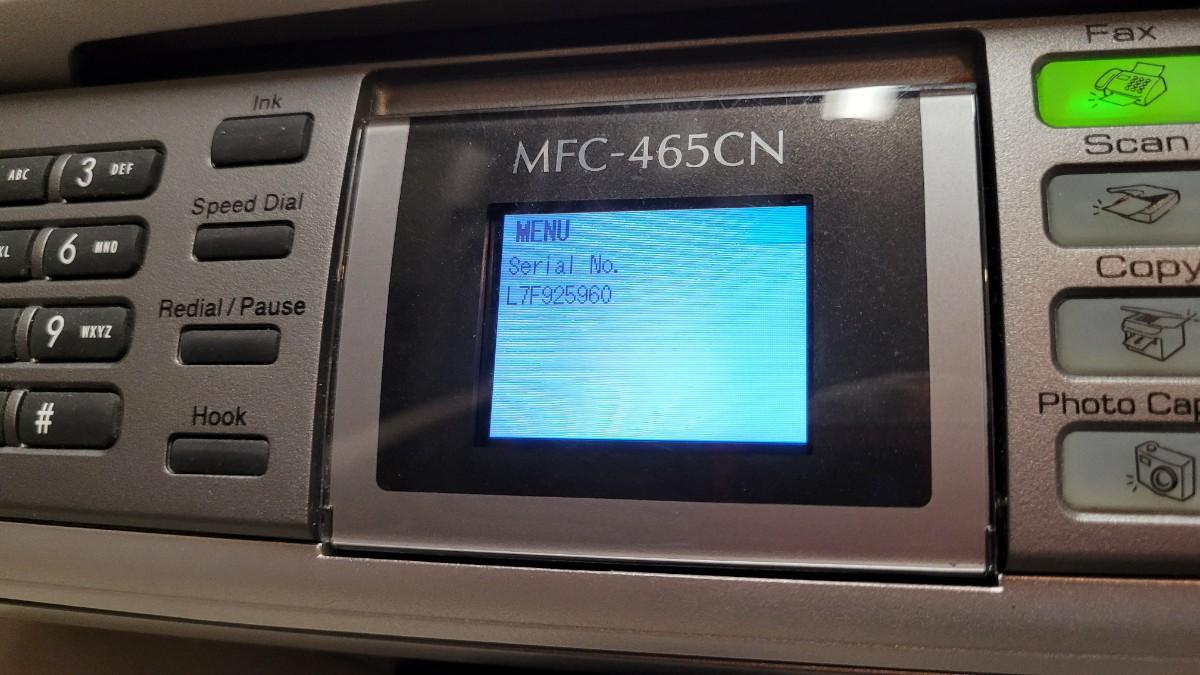 Ink
ABC 3 DEF
Speed Dial
6 MNO
Redial / Pause
9 WXYZ
Hook
#
MFC-465CN
MENU
Serial No.
L7F925960
Fax
Scan
Copy
Photo Cap